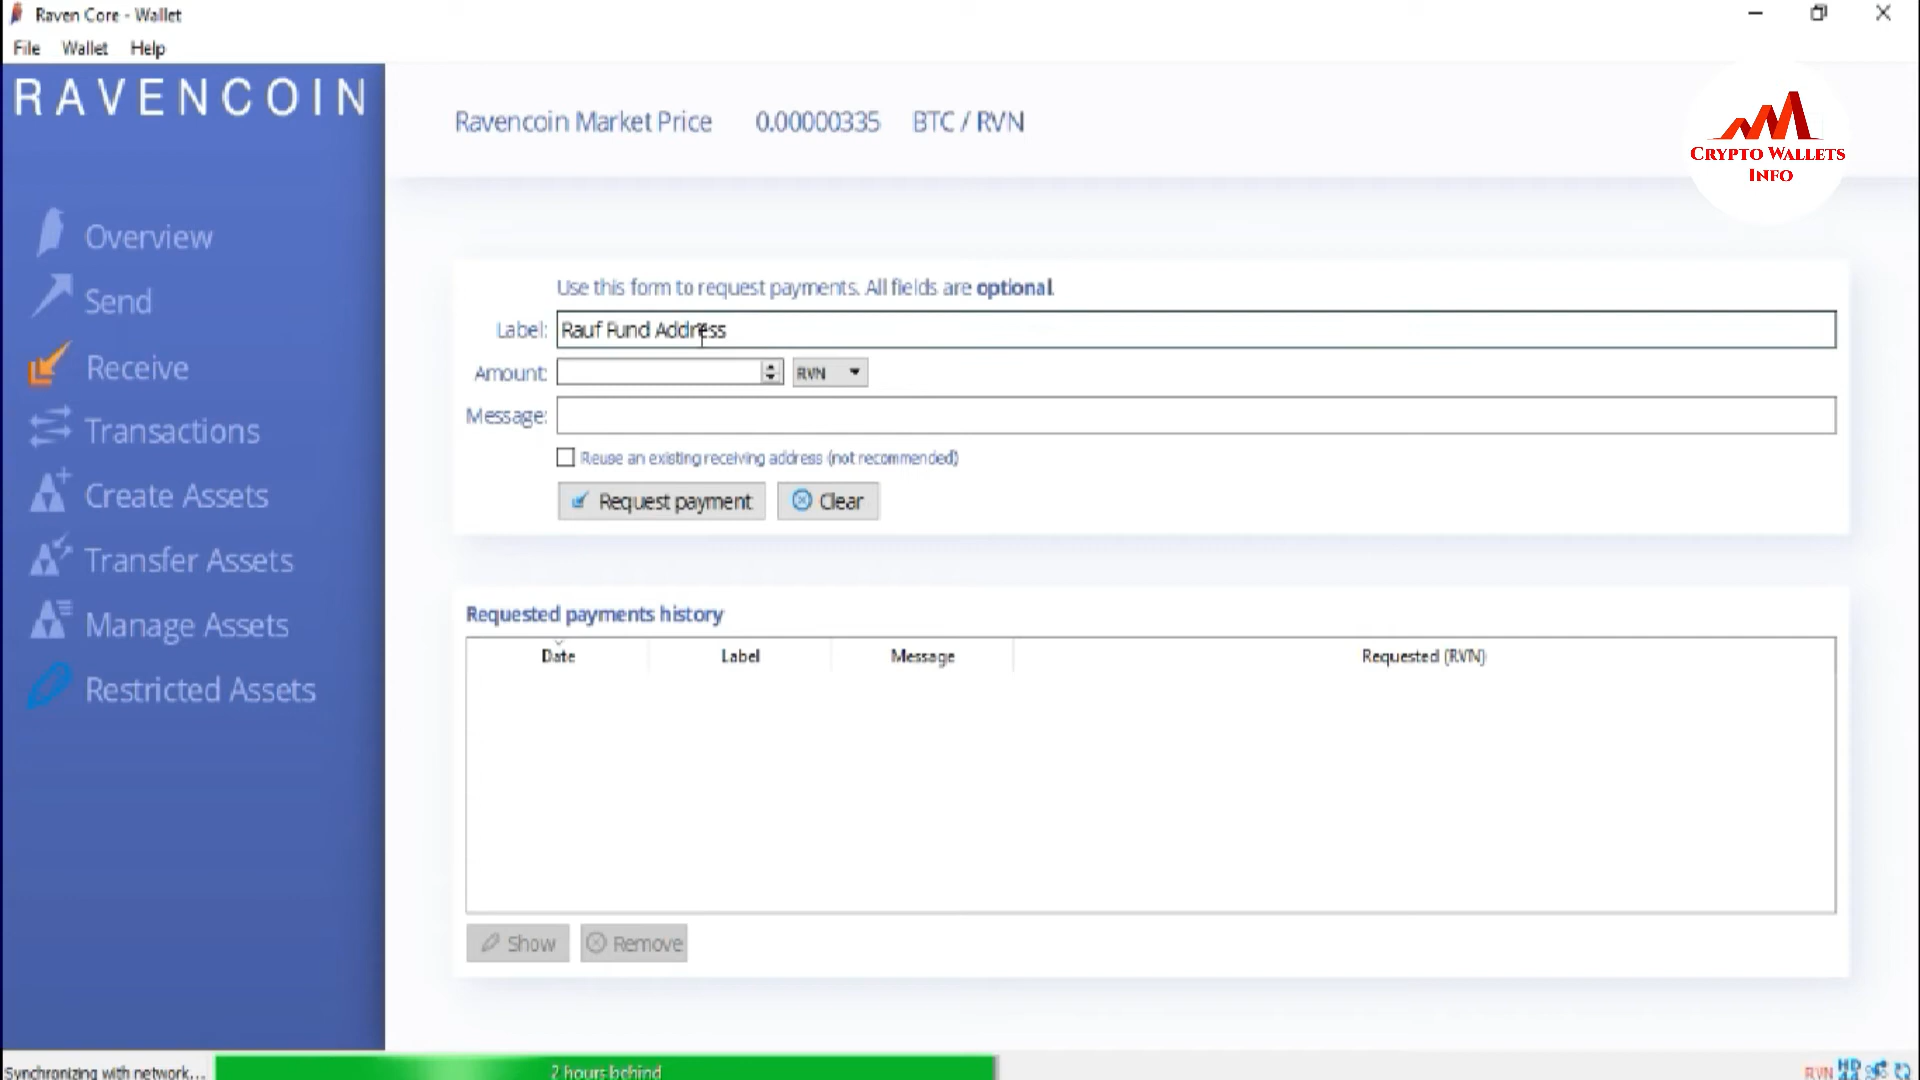 Raven Core - Wallet
File Wallet Help
RAVENCOIN
Ravencoin Market Price 0.00000335 BTC / RVN
CRYPTO WALLETS
INFO
Overview
Send
Receive
Transactions
Create Assets
Transfer Assets
Manage Assets
Restricted Assets
Use this form to request payments. All fields are optional.
Label: Rauf Fund Address
Amount: RVN
Message:
Reuse an existing receiving address (not recommended)
Request payment Clear
Requested payments history
Date Label Message Requested (RVN)
Show Remove
Synchronizing with network... 2 hours behind RVN HD